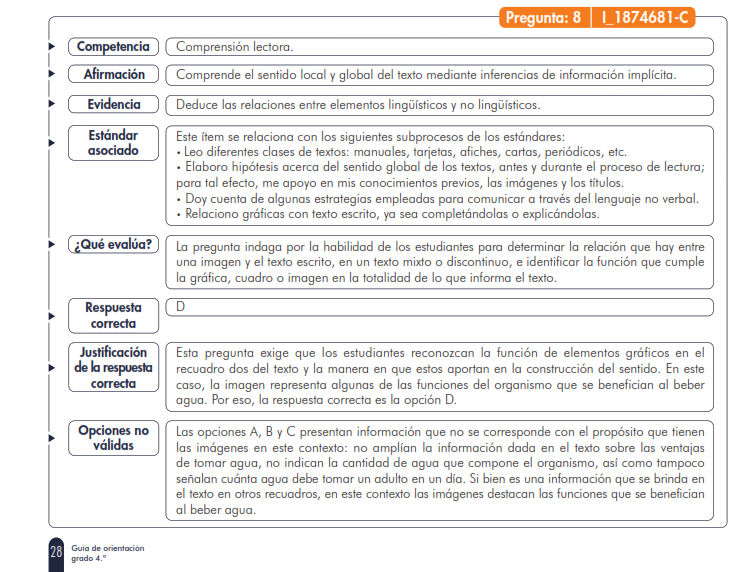 Pregunta: 8 | I_1874681-C
Competencia
Comprensión lectora.
Afirmación
Comprende el sentido local y global del texto mediante inferencias de información implícita.
Evidencia
Deduce las relaciones entre elementos lingüísticos y no lingüísticos.
Estándar
asociado
Este ítem se relaciona con los siguientes subprocesos de los estándares:
• Leo diferentes clases de textos: manuales, tarjetas, afiches, cartas, periódicos, etc.
• Elaboro hipótesis acerca del sentido global de los textos, antes y durante el proceso de lectura;
para tal efecto, me apoyo en mis conocimientos previos, las imágenes y los títulos.
• Doy cuenta de algunas estrategias empleadas para comunicar a través del lenguaje no verbal.
• Relaciono gráficas con texto escrito, ya sea completándolas o explicándolas.
¿Qué evalúa?
La pregunta indaga por la habilidad de los estudiantes para determinar la relación que hay entre
una imagen y el texto escrito, en un texto mixto o discontinuo, e identificar la función que cumple
la gráfica, cuadro o imagen en la totalidad de lo que informa el texto.
Respuesta
correcta
D
Justificación
de la respuesta
correcta
Esta pregunta exige que los estudiantes reconozcan la función de elementos gráficos en el
recuadro dos del texto y la manera en que estos aportan en la construcción del sentido. En este
caso, la imagen representa algunas de las funciones del organismo que se benefician al beber
agua. Por eso, la respuesta correcta es la opción D.
Opciones no
válidas
Las opciones A, B y C presentan información que no se corresponde con el propósito que tienen
las imágenes en este contexto: no amplían la información dada en el texto sobre las ventajas
de tomar agua, no indican la cantidad de agua que compone el organismo, así como tampoco
señalan cuánta agua debe tomar un adulto en un día. Si bien es una información que se brinda en
el texto en otros recuadros, en este contexto las imágenes destacan las funciones que se benefician
al beber agua.
28
Guía de orientación
grado 4.°